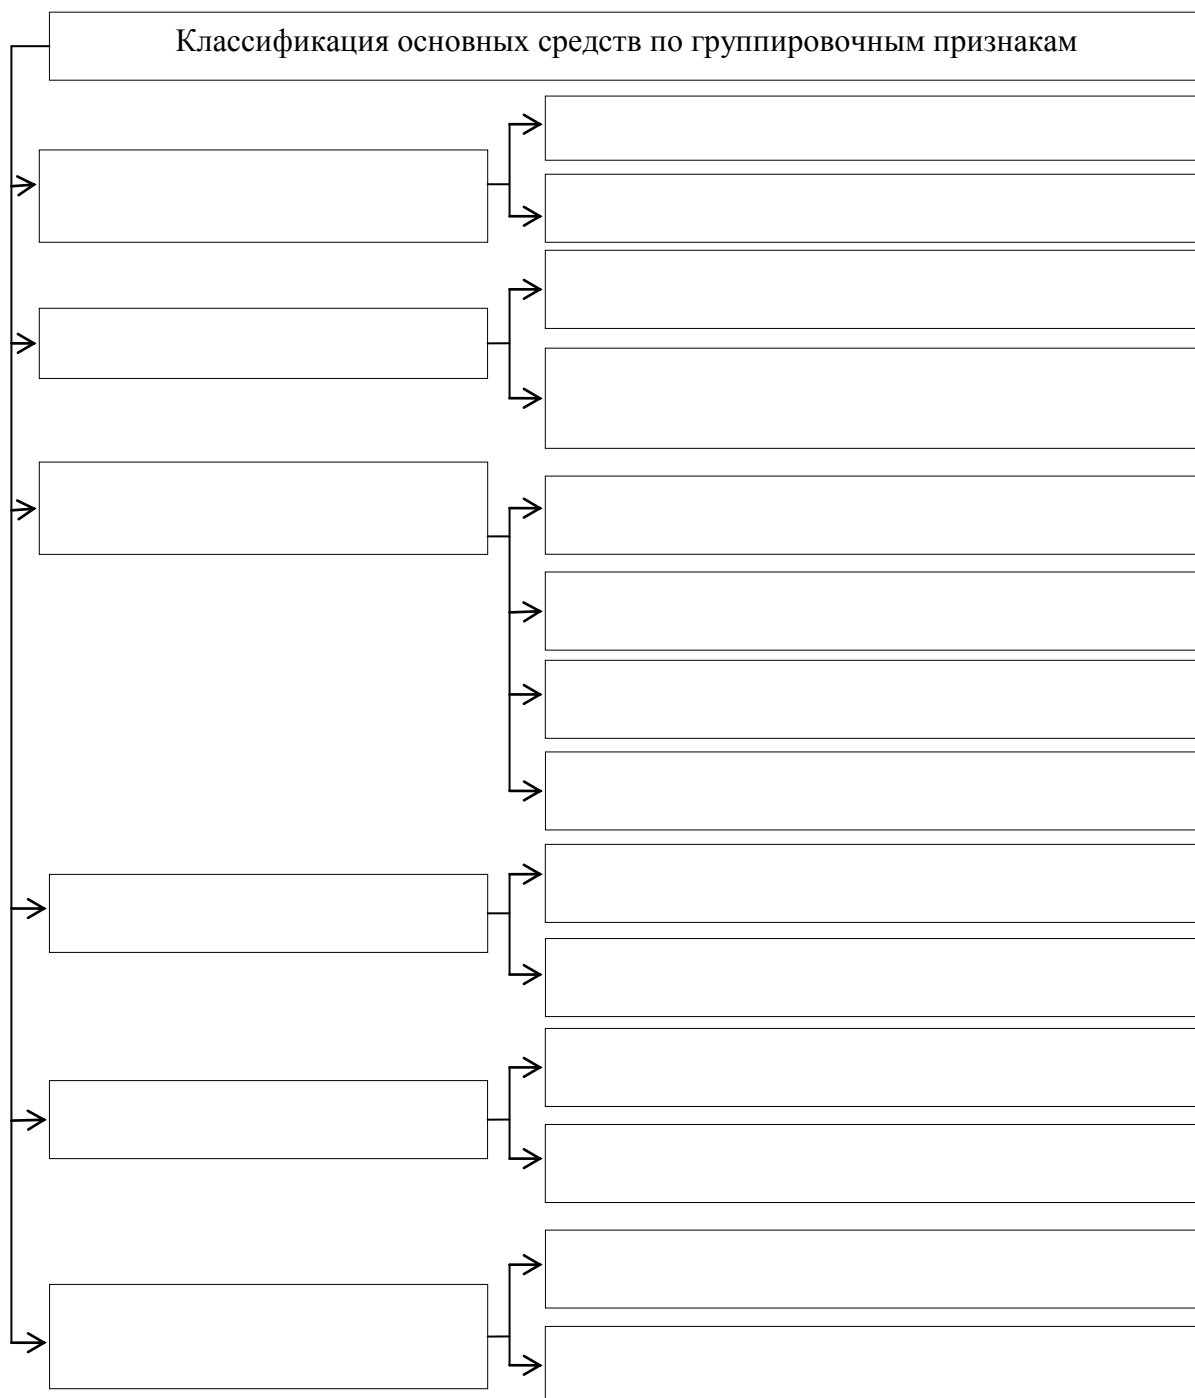 Классификация основных средств по группировочным признакам